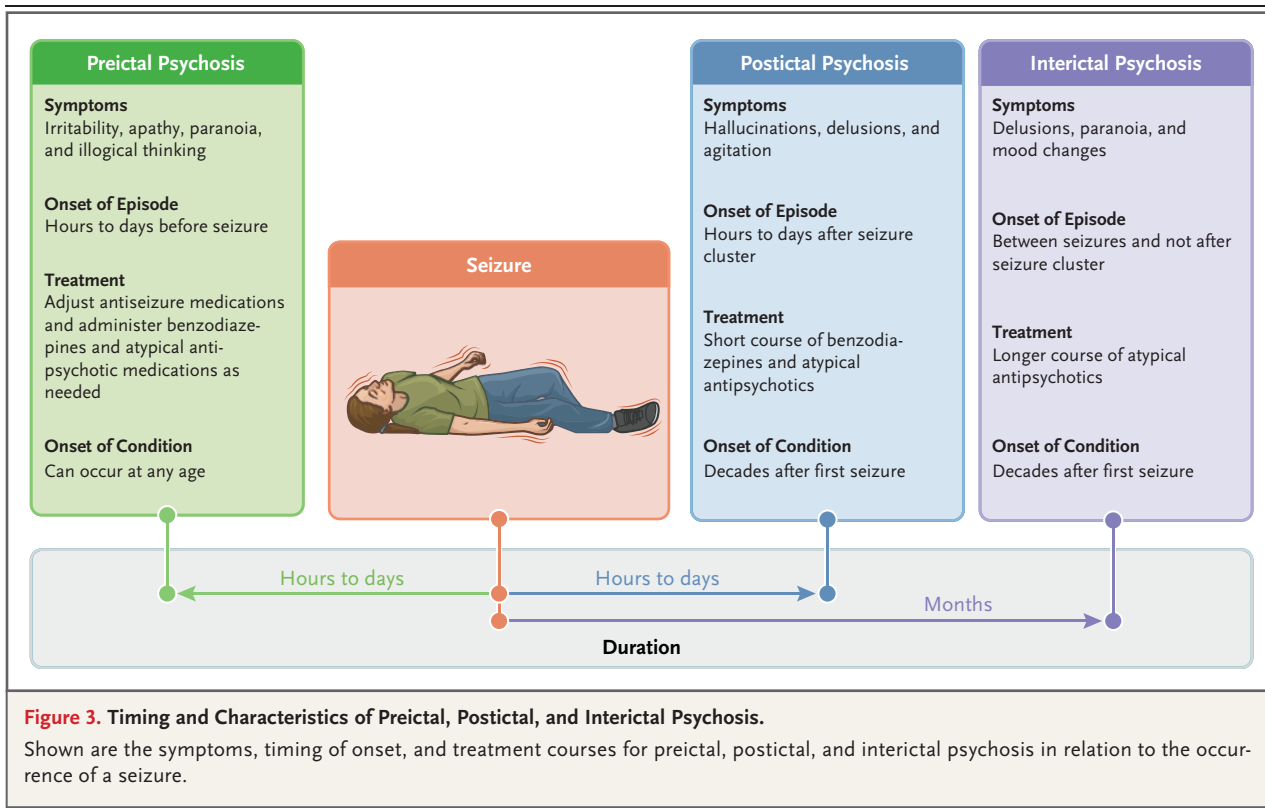 Preictal Psychosis
Symptoms
Irritability, apathy, paranoia,
and illogical thinking
Onset of Episode
Hours to days before seizure
Treatment
Adjust antiseizure medications
and administer benzodiaze-
pines and atypical anti-
psychotic medications as
needed
Onset of Condition
Can occur at any age
Seizure
Postictal Psychosis
Symptoms
Hallucinations, delusions, and
agitation
Onset of Episode
Hours to days after seizure
cluster
Treatment
Short course of benzodia-
zepines and atypical
antipsychotics
Onset of Condition
Decades after first seizure
Interictal Psychosis
Symptoms
Delusions, paranoia, and
mood changes
Onset of Episode
Between seizures and not after
seizure cluster
Treatment
Longer course of atypical
antipsychotics
Onset of Condition
Decades after first seizure
Hours to days
Hours to days
Months
Duration
Figure 3. Timing and Characteristics of Preictal, Postictal, and Interictal Psychosis.
Shown are the symptoms, timing of onset, and treatment courses for preictal, postictal, and interictal psychosis in relation to the occur-
rence of a seizure.